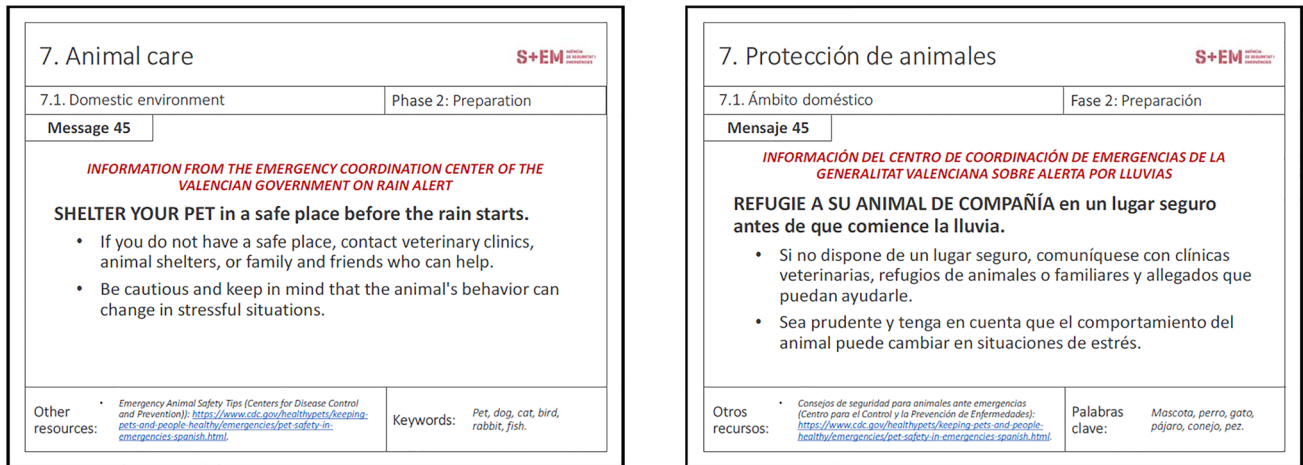 7. Animal care
S+EM AGÈNCIA DE SEGURETAT I EMERGÈNCIES
7.1. Domestic environment
Phase 2: Preparation
Message 45
INFORMATION FROM THE EMERGENCY COORDINATION CENTER OF THE
VALENCIAN GOVERNMENT ON RAIN ALERT
SHELTER YOUR PET in a safe place before the rain starts.
• If you do not have a safe place, contact veterinary clinics,
animal shelters, or family and friends who can help.
• Be cautious and keep in mind that the animal's behavior can
change in stressful situations.
Other
resources:
• Emergency Animal Safety Tips (Centers for Disease Control
and Prevention)): https://www.cdc.gov/healthypets/keeping-
pets-and-people-healthy/emergencies/pet-safety-in-
emergencies-spanish.html.
Keywords:
Pet, dog, cat, bird,
rabbit, fish.
7. Protección de animales
S+EM AGÈNCIA DE SEGURETAT I EMERGÈNCIES
7.1. Ámbito doméstico
Fase 2: Preparación
Mensaje 45
INFORMACIÓN DEL CENTRO DE COORDINACIÓN DE EMERGENCIAS DE LA
GENERALITAT VALENCIANA SOBRE ALERTA POR LLUVIAS
REFUGIE A SU ANIMAL DE COMPAÑÍA en un lugar seguro
antes de que comience la lluvia.
• Si no dispone de un lugar seguro, comuníquese con clínicas
veterinarias, refugios de animales o familiares y allegados que
puedan ayudarle.
• Sea prudente y tenga en cuenta que el comportamiento del
animal puede cambiar en situaciones de estrés.
Otros
recursos:
• Consejos de seguridad para animales ante emergencias
(Centro para el Control y la Prevención de Enfermedades):
https://www.cdc.gov/healthypets/keeping-pets-and-people-
healthy/emergencies/pet-safety-in-emergencies-spanish.html.
Palabras
clave:
Mascota, perro, gato,
pájaro, conejo, pez.